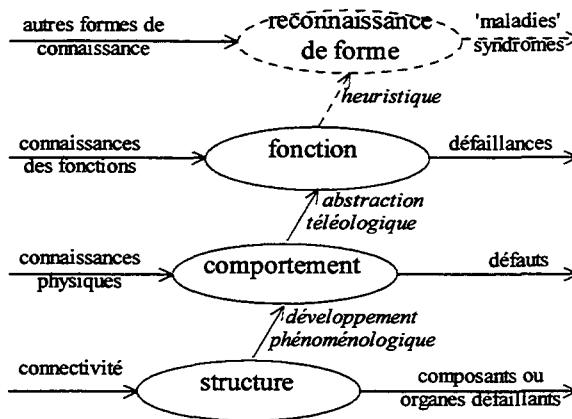 autres formes de
connaissance
reconnaissance
de forme
'maladies'
syndromes
heuristique
connaissances
des fonctions
fonction
défaillances
abstraction
téléologique
connaissances
physiques
comportement
défauts
développement
phénoménologique
connectivité
structure
composants ou
organes défaillants